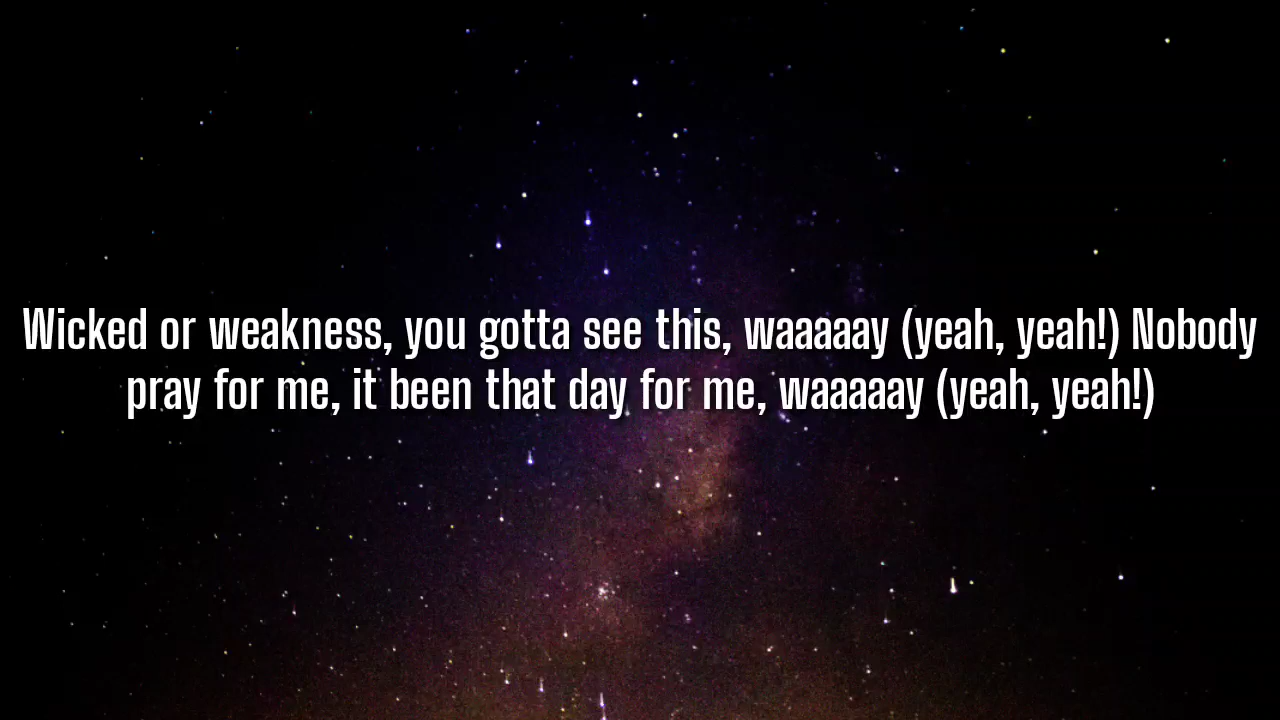 Wicked or weakness, you gotta see this, waaaaay (yeah, yeah!) Nobody
pray for me, it been that day for me, waaaaay (yeah, yeah!)